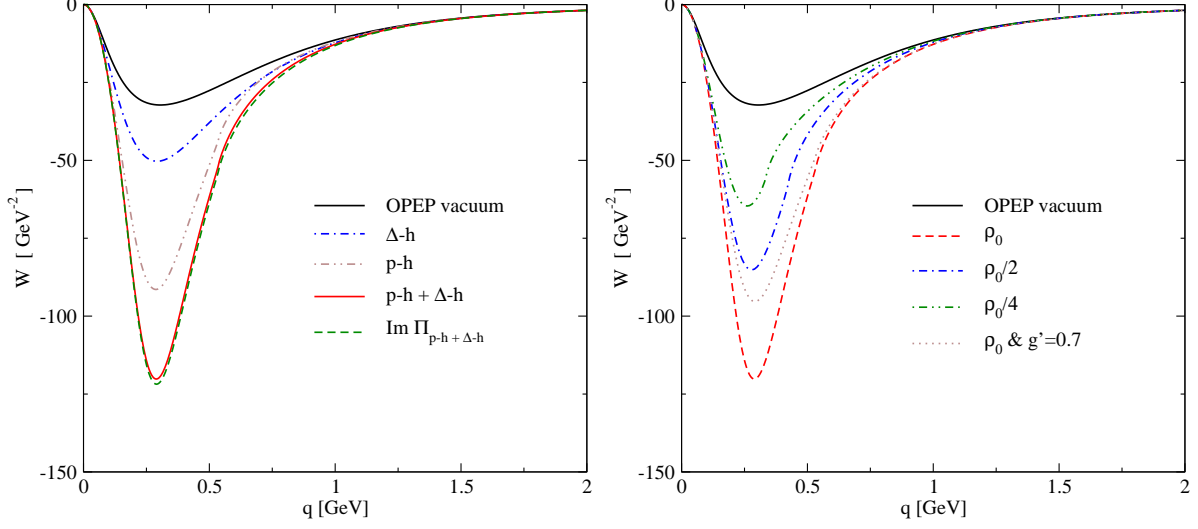 0
-50
-100
-150
W [ GeV⁻²]
0
0.5
1
1.5
2
q [GeV]
OPEP vacuum
Δ-h
p-h
p-h + Δ-h
Im Π_{p-h + Δ-h}
0
-50
-100
-150
W [ GeV⁻²]
0
0.5
1
1.5
2
q [GeV]
OPEP vacuum
ρ₀
ρ₀/2
ρ₀/4
ρ₀ & g'=0.7